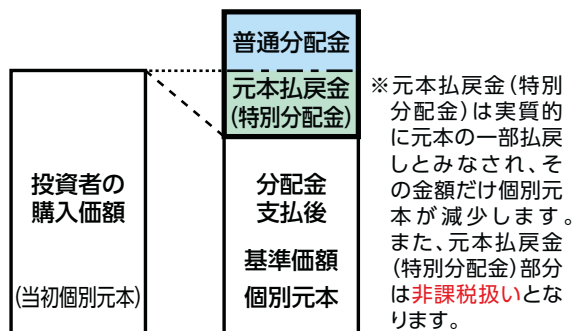 普通分配金
元本払戻金
(特別分配金)
投資者の
購入価額
(当初個別元本)
分配金
支払後
基準価額
個別元本
※元本払戻金(特別
分配金)は実質的
に元本の一部払戻
しとみなされ、そ
の金額だけ個別元
本が減少します。
また、元本払戻金
(特別分配金)部分
は非課税扱いとな
ります。